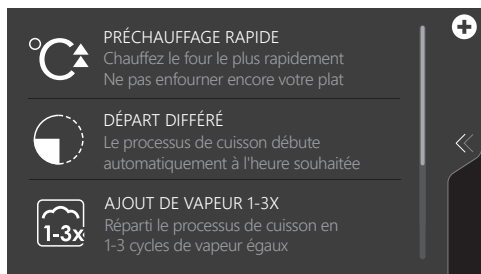 °C
PRÉCHAUFFAGE RAPIDE
Chauffez le four le plus rapidement
Ne pas enfourner encore votre plat
DÉPART DIFFÉRÉ
Le processus de cuisson débute
automatiquement à l'heure souhaitée
1-3x
AJOUT DE VAPEUR 1-3X
Réparti le processus de cuisson en
1-3 cycles de vapeur égaux